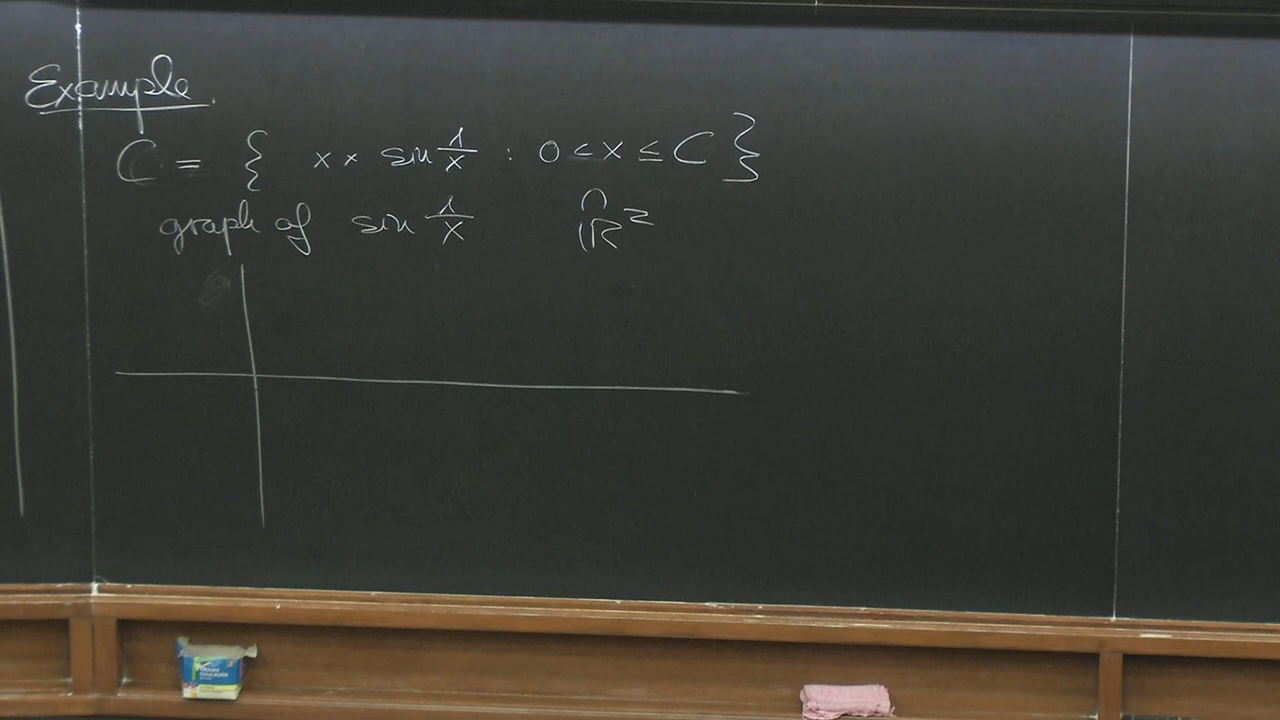 Example.
C = { x × sin 1/x : 0 < x ≤ C }
graph of sin 1/x ∩ ℝ²